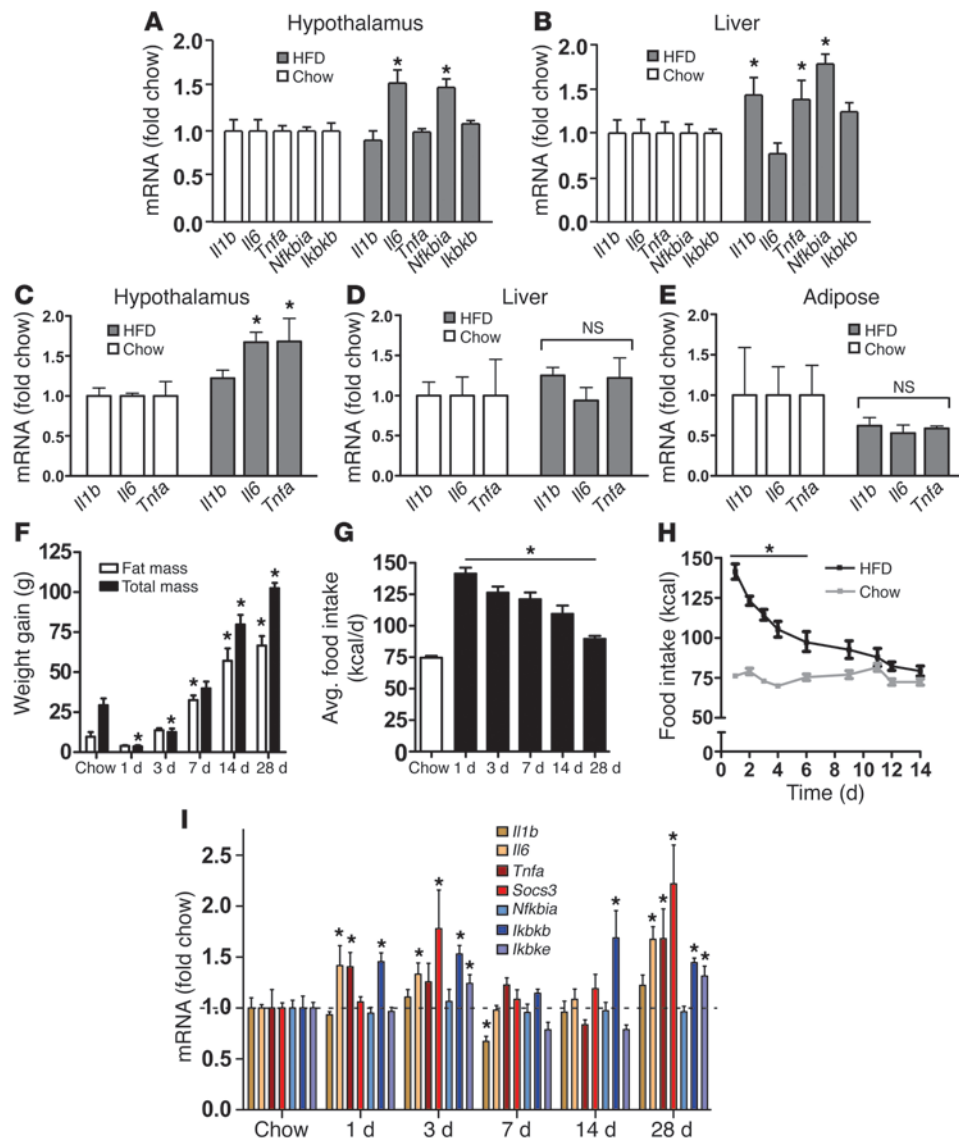 A Hypothalamus
mRNA (fold chow)
2.0
1.5
1.0
0.5
0.0
HFD
Chow
* *
Il1b Il6 Tnfa Nfkbia Ikbkb Il1b Il6 Tnfa Nfkbia Ikbkb
B Liver
mRNA (fold chow)
2.0
1.5
1.0
0.5
0.0
HFD
Chow
* * *
Il1b Il6 Tnfa Nfkbia Ikbkb Il1b Il6 Tnfa Nfkbia Ikbkb
C Hypothalamus
mRNA (fold chow)
2.0
1.5
1.0
0.5
0.0
HFD
Chow
* *
Il1b Il6 Tnfa Il1b Il6 Tnfa
D Liver
mRNA (fold chow)
2.0
1.5
1.0
0.5
0.0
HFD
Chow
NS
Il1b Il6 Tnfa Il1b Il6 Tnfa
E Adipose
mRNA (fold chow)
2.0
1.5
1.0
0.5
0.0
HFD
Chow
NS
Il1b Il6 Tnfa Il1b Il6 Tnfa
F
Weight gain (g)
125
100
75
50
25
0
Fat mass
Total mass
* * * * * * *
Chow 1 d 3 d 7 d 14 d 28 d
G
Avg. food intake
(kcal/d)
150
125
100
75
50
25
0
*
Chow 1 d 3 d 7 d 14 d 28 d
H
Food intake (kcal)
150
125
100
75
50
0
*
HFD
Chow
0 2 4 6 8 10 12 14
Time (d)
I
mRNA (fold chow)
2.5
2.0
1.5
1.0
0.5
0.0
Il1b
Il6
Tnfa
Socs3
Nfkbia
Ikbkb
Ikbke
* * * * * * * * * * * * * *
Chow 1 d 3 d 7 d 14 d 28 d